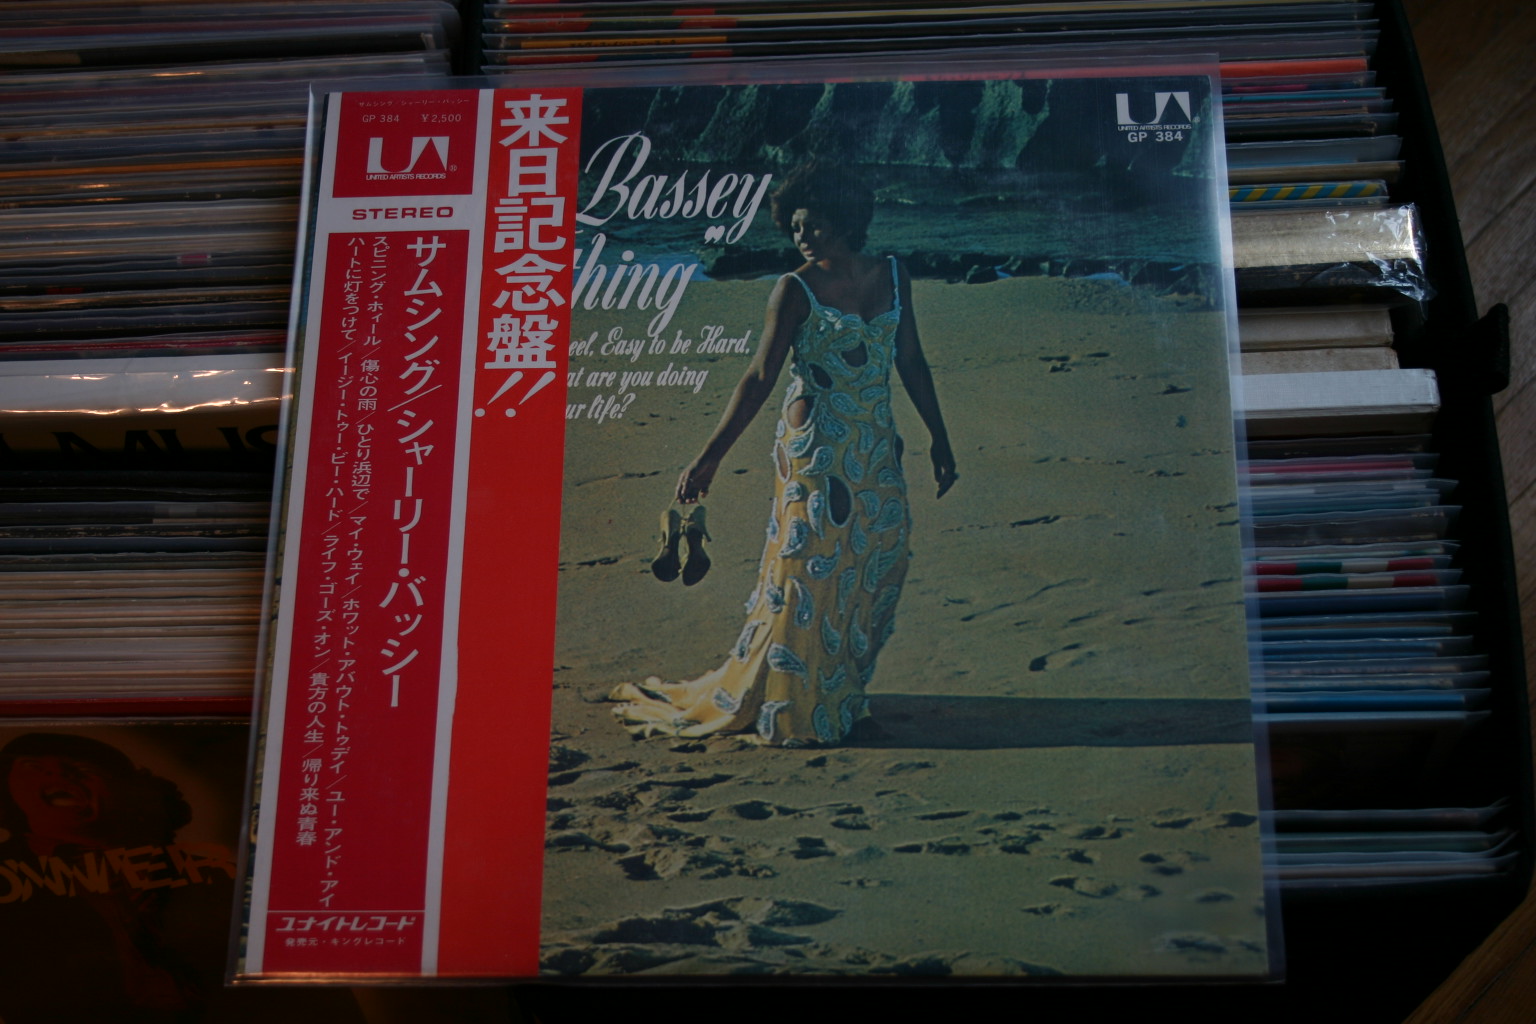 サムシング/シャーリー・バッシー
GP 384 ¥2,500
UA®
UNITED ARTISTS RECORDS
STEREO
サムシング/シャーリー・バッシー
スピニング・ホイール/傷心の雨/ひとり浜辺で/マイ・ウェイ/ホワット・アバウト・トゥデイ/ユー・アンド・アイ
ハートに灯をつけて/イージー・トゥー・ビー・ハード/ライフ・ゴーズ・オン/貴方の人生/帰り来ぬ青春
ユナイトレコード
発売元・キングレコード
来日記念盤!!
Bassey
thing
eel, Easy to be Hard,
at are you doing
ur life?
UA
UNITED ARTISTS RECORDS
GP 384